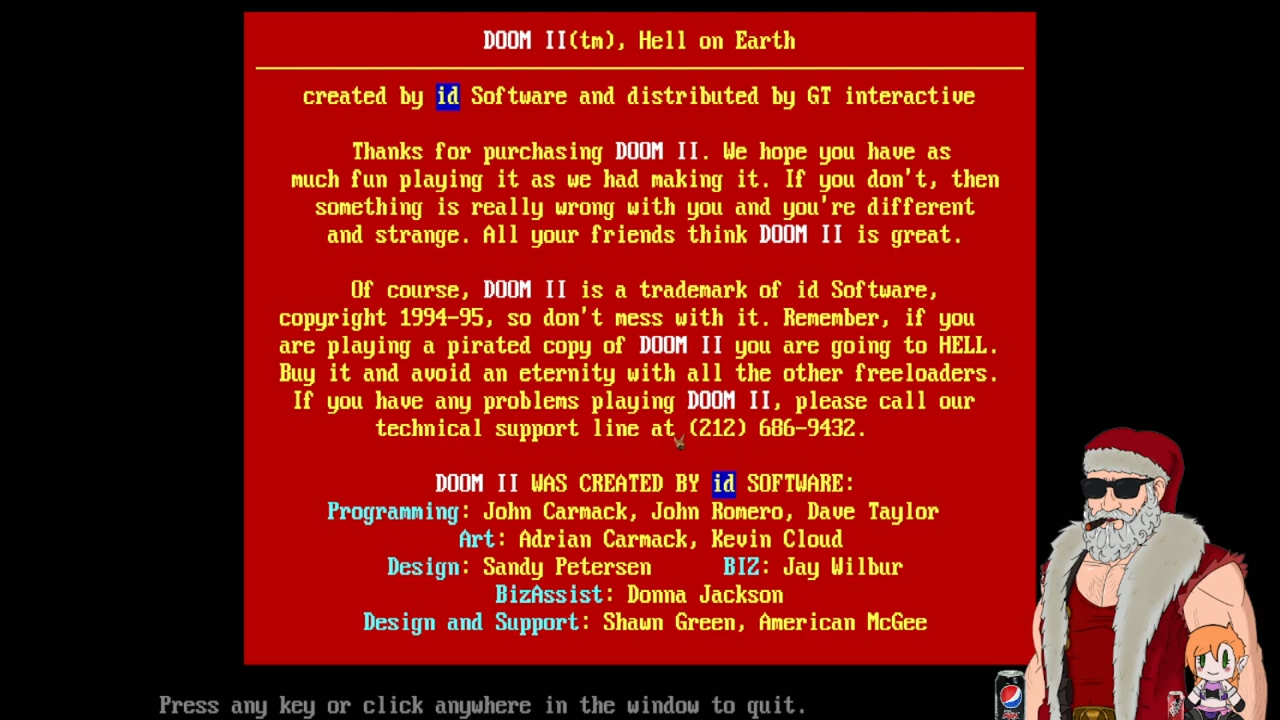 DOOM II(tm), Hell on Earth
created by id Software and distributed by GT interactive
Thanks for purchasing DOOM II. We hope you have as
much fun playing it as we had making it. If you don't, then
something is really wrong with you and you're different
and strange. All your friends think DOOM II is great.
Of course, DOOM II is a trademark of id Software,
copyright 1994-95, so don't mess with it. Remember, if you
are playing a pirated copy of DOOM II you are going to HELL.
Buy it and avoid an eternity with all the other freeloaders.
If you have any problems playing DOOM II, please call our
technical support line at (212) 686-9432.
DOOM II WAS CREATED BY id SOFTWARE:
Programming: John Carmack, John Romero, Dave Taylor
Art: Adrian Carmack, Kevin Cloud
Design: Sandy Petersen BIZ: Jay Wilbur
BizAssist: Donna Jackson
Design and Support: Shawn Green, American McGee
Press any key or click anywhere in the window to quit.